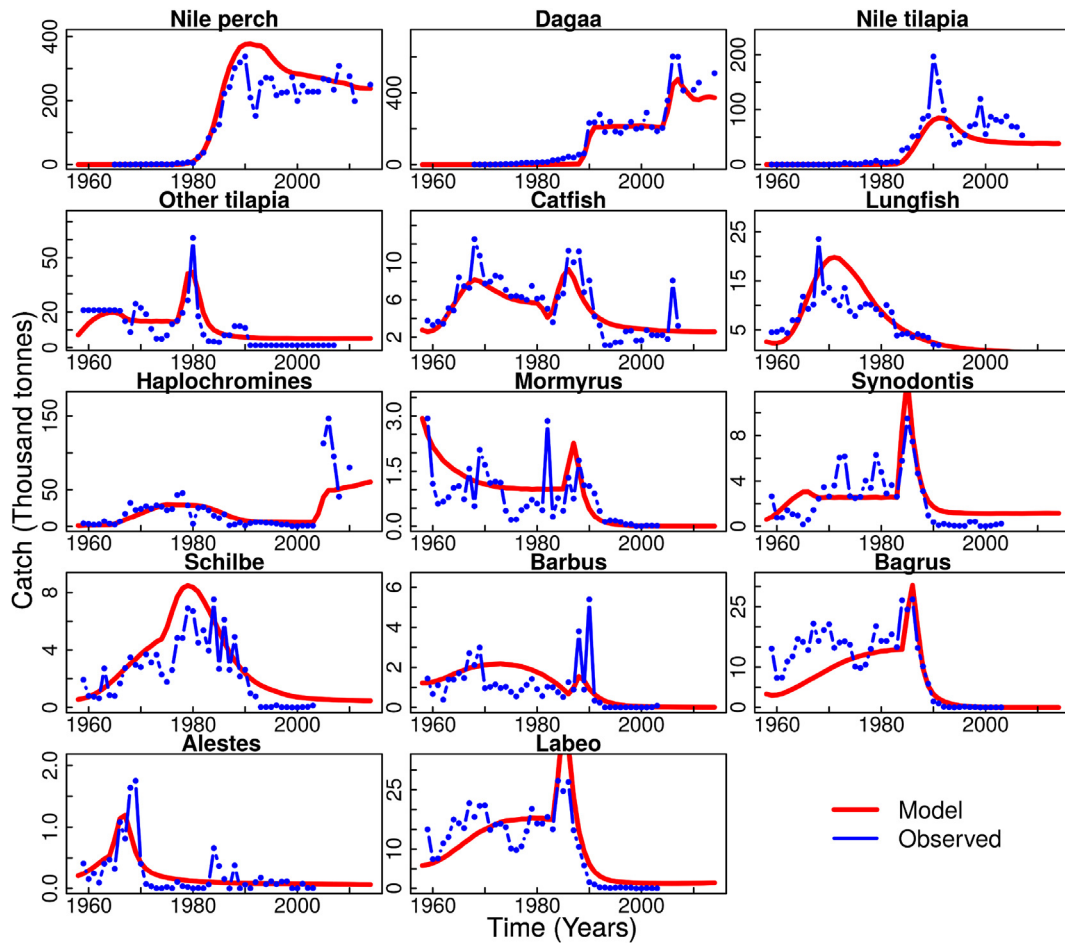 Nile perch Dagaa Nile tilapia
400
200
0
1960 1980 2000
400
0
1960 1980 2000
200
100
50
0
1960 1980 2000
Other tilapia Catfish Lungfish
50
20
0
1960 1980 2000
10
6
2
1960 1980 2000
25
15
5
1960 1980 2000
Haplochromines Mormyrus Synodontis
150
50
0
1960 1980 2000
3.0
1.5
0.0
1960 1980 2000
8
4
0
1960 1980 2000
Schilbe Barbus Bagrus
8
4
0
1960 1980 2000
6
4
2
0
1960 1980 2000
25
10
0
1960 1980 2000
Alestes Labeo
2.0
1.0
0.0
1960 1980 2000
25
10
0
1960 1980 2000
Model
Observed
Catch (Thousand tonnes)
Time (Years)